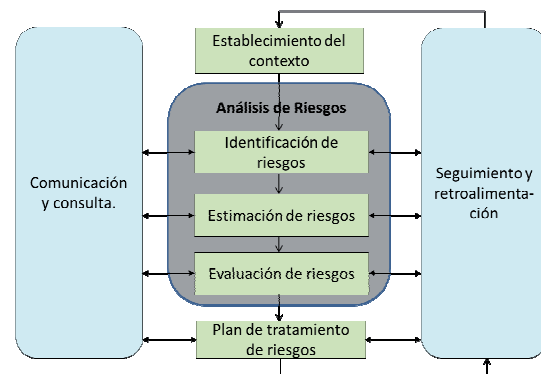 Establecimiento del
contexto
Análisis de Riesgos
Identificación de
riesgos
Estimación de riesgos
Evaluación de riesgos
Plan de tratamiento
de riesgos
Comunicación
y consulta.
Seguimiento y
retroalimenta-
ción